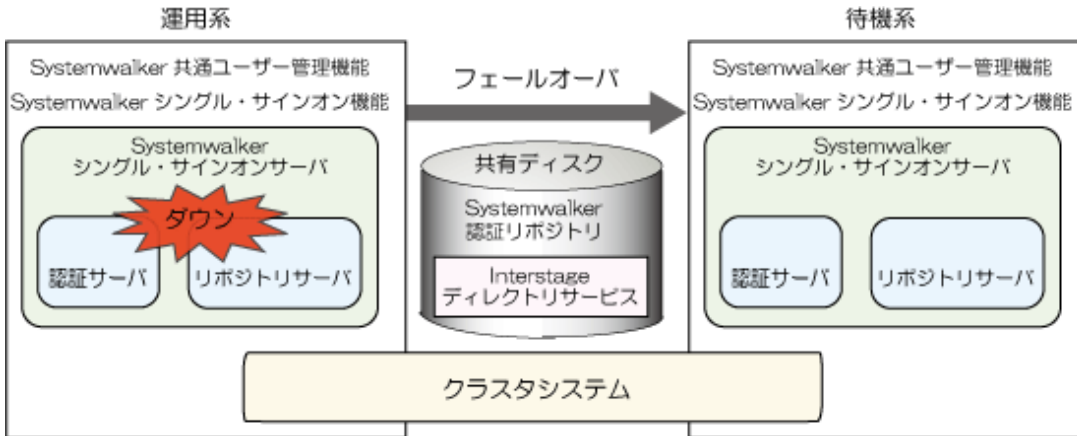 運用系
待機系
Systemwalker 共通ユーザー管理機能
Systemwalker シングル・サインオン機能
Systemwalker
シングル・サインオンサーバ
ダウン
認証サーバ
リポジトリサーバ
フェールオーバ
共有ディスク
Systemwalker
認証リポジトリ
Interstage
ディレクトリサービス
Systemwalker 共通ユーザー管理機能
Systemwalker シングル・サインオン機能
Systemwalker
シングル・サインオンサーバ
認証サーバ
リポジトリサーバ
クラスタシステム